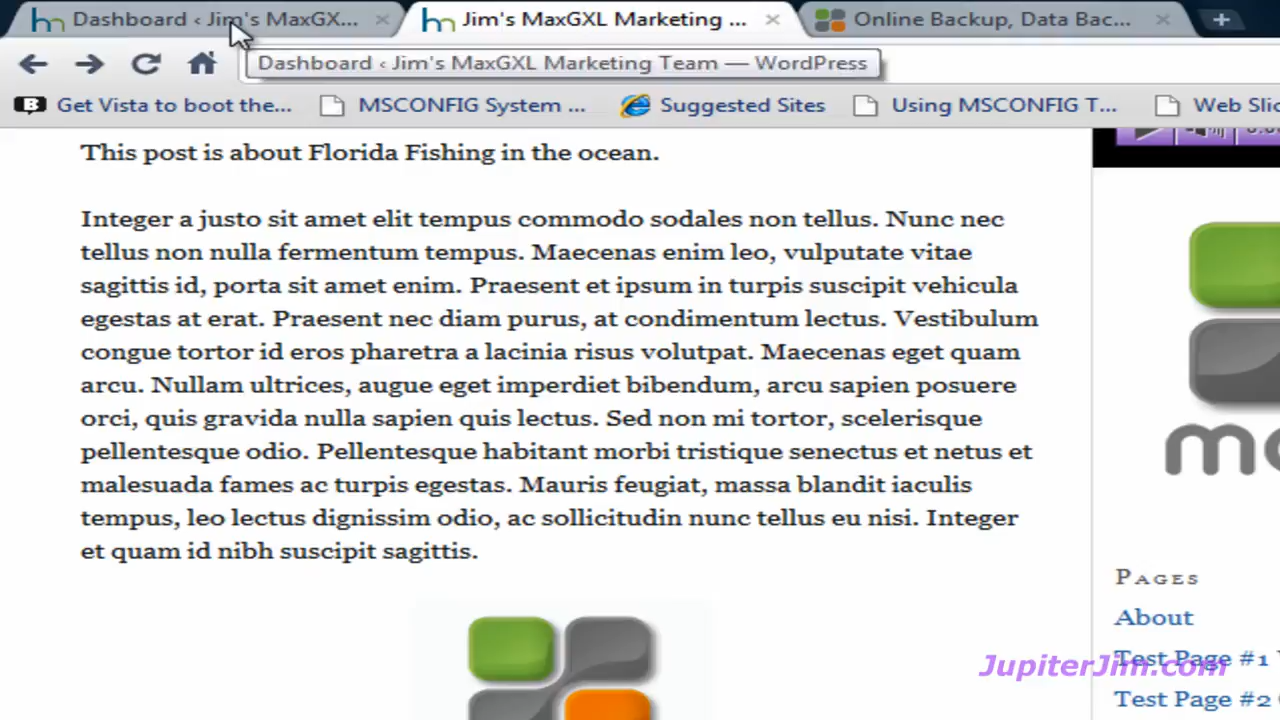 Dashboard ‹ Jim's MaxGX...
Jim's MaxGXL Marketing ...
Online Backup, Data Bac...
Dashboard ‹ Jim's MaxGXL Marketing Team — WordPress
Get Vista to boot the...
MSCONFIG System ...
Suggested Sites
Using MSCONFIG T...
Web Slic
This post is about Florida Fishing in the ocean.
Integer a justo sit amet elit tempus commodo sodales non tellus. Nunc nec
tellus non nulla fermentum tempus. Maecenas enim leo, vulputate vitae
sagittis id, porta sit amet enim. Praesent et ipsum in turpis suscipit vehicula
egestas at erat. Praesent nec diam purus, at condimentum lectus. Vestibulum
congue tortor id eros pharetra a lacinia risus volutpat. Maecenas eget quam
arcu. Nullam ultrices, augue eget imperdiet bibendum, arcu sapien posuere
orci, quis gravida nulla sapien quis lectus. Sed non mi tortor, scelerisque
pellentesque odio. Pellentesque habitant morbi tristique senectus et netus et
malesuada fames ac turpis egestas. Mauris feugiat, massa blandit iaculis
tempus, leo lectus dignissim odio, ac sollicitudin nunc tellus eu nisi. Integer
et quam id nibh suscipit sagittis.
Pages
About
Test Page #1
JupiterJim.com
Test Page #2